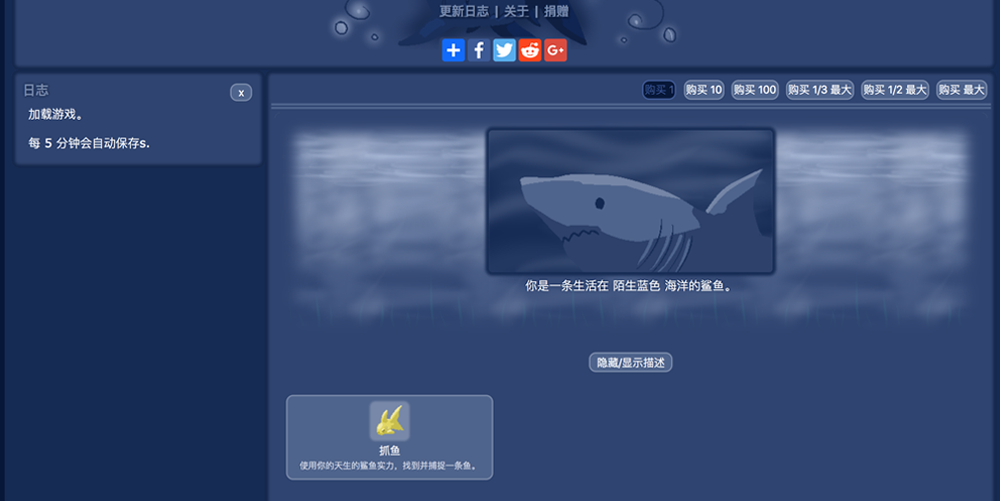 更新日志 | 关于 | 捐赠
日志
x
加载游戏。
每 5 分钟会自动保存s.
购买 1
购买 10
购买 100
购买 1/3 最大
购买 1/2 最大
购买 最大
你是一条生活在 陌生蓝色 海洋的鲨鱼。
隐藏/显示描述
抓鱼
使用你的天生的鲨鱼实力，找到并捕捉一条鱼。